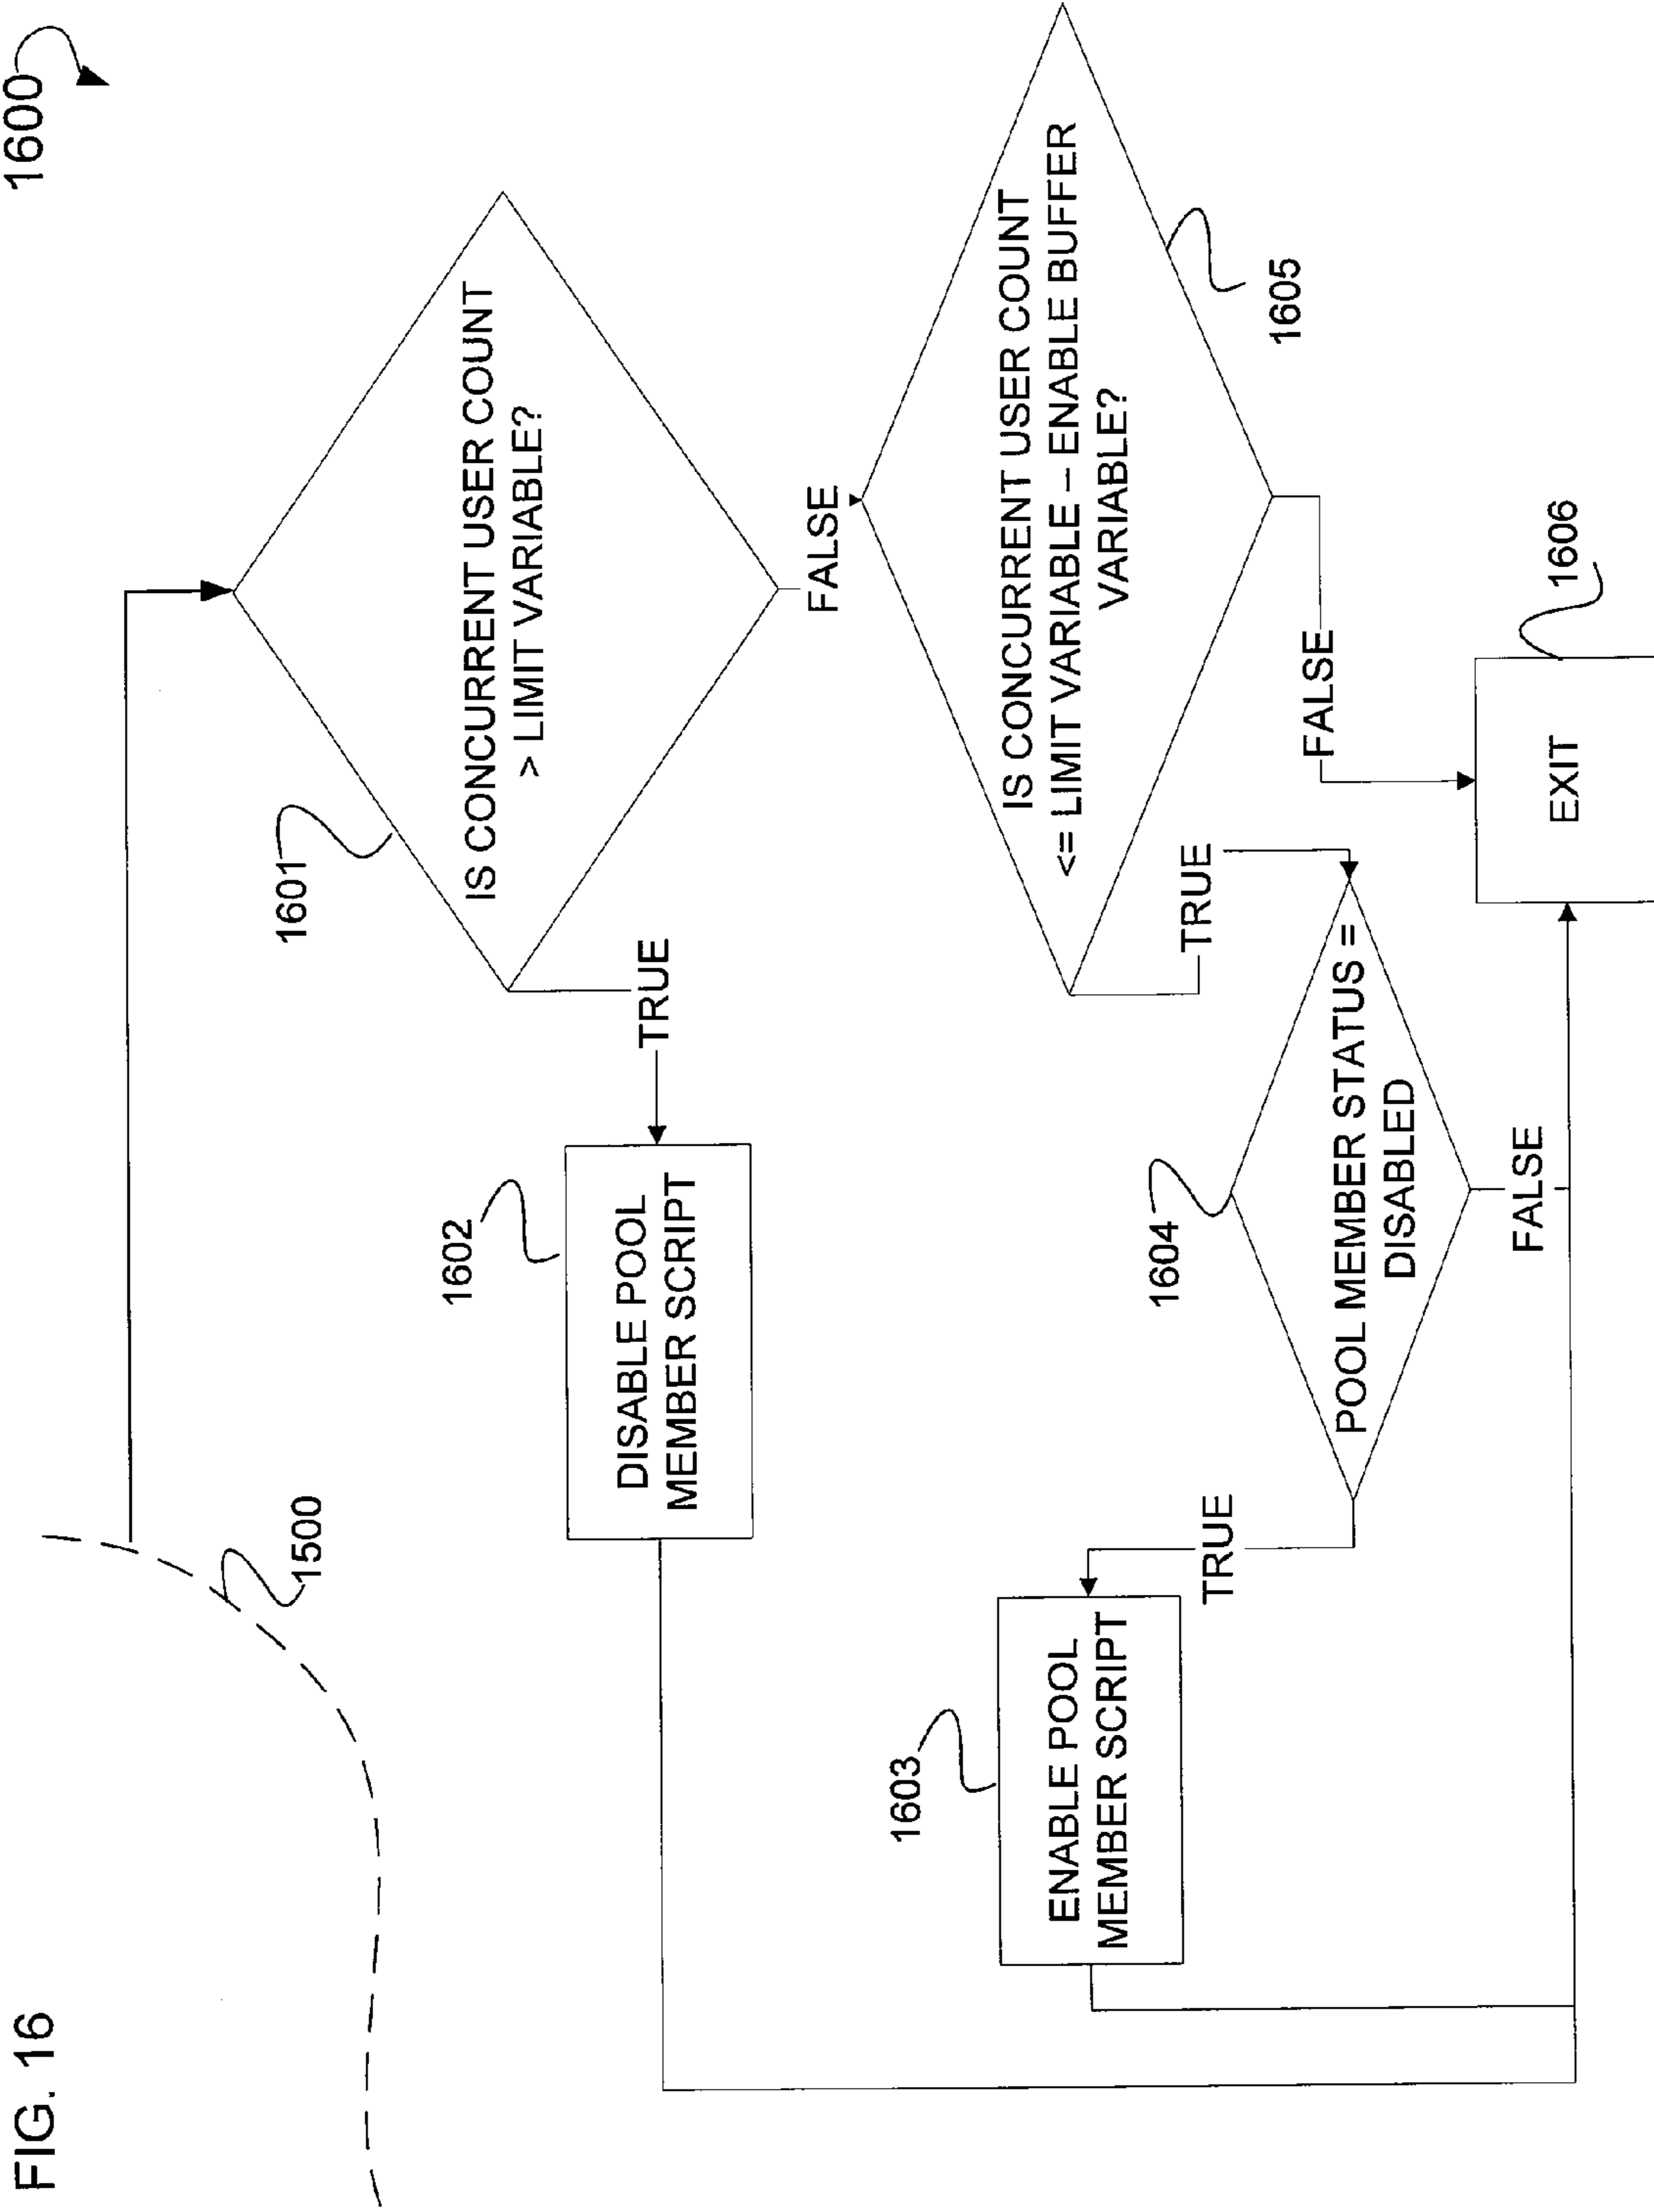 FIG. 16
1600
1500
1601
IS CONCURRENT USER COUNT
> LIMIT VARIABLE?
TRUE
FALSE
1602
DISABLE POOL
MEMBER SCRIPT
IS CONCURRENT USER COUNT
<= LIMIT VARIABLE – ENABLE BUFFER
VARIABLE?
1605
TRUE
FALSE
1603
ENABLE POOL
MEMBER SCRIPT
TRUE
1604
POOL MEMBER STATUS =
DISABLED
FALSE
EXIT
1606